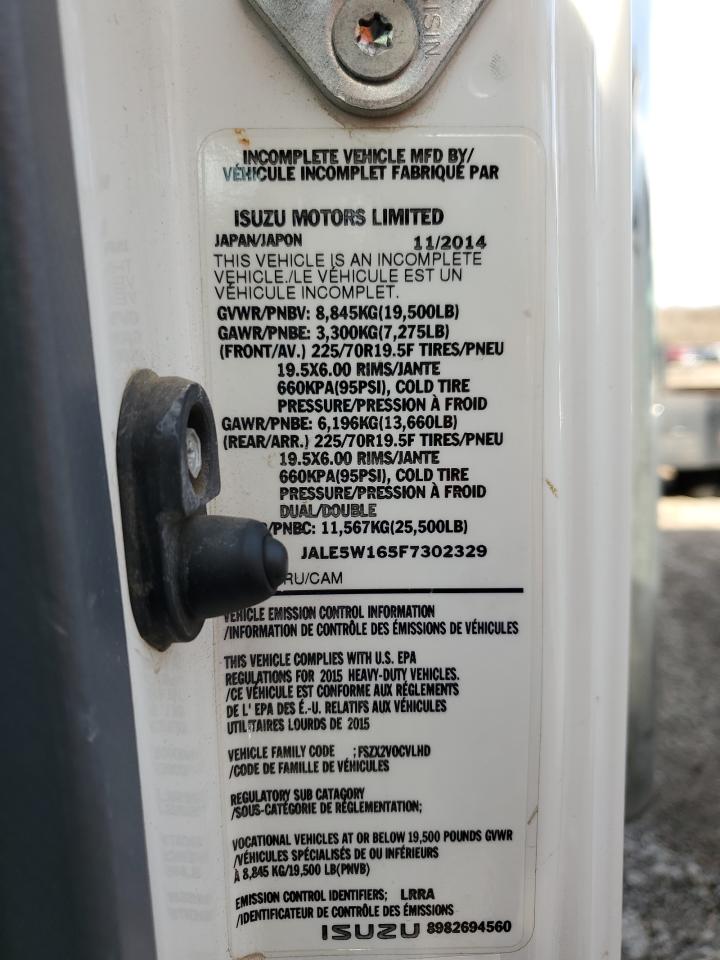 AISIN
INCOMPLETE VEHICLE MFD BY/
VÉHICULE INCOMPLET FABRIQUÉ PAR
ISUZU MOTORS LIMITED
JAPAN/JAPON 11/2014
THIS VEHICLE IS AN INCOMPLETE
VEHICLE./LE VÉHICULE EST UN
VÉHICULE INCOMPLET.
GVWR/PNBV: 8,845KG(19,500LB)
GAWR/PNBE: 3,300KG(7,275LB)
(FRONT/AV.) 225/70R19.5F TIRES/PNEU
19.5X6.00 RIMS/JANTE
660KPA(95PSI), COLD TIRE
PRESSURE/PRESSION À FROID
GAWR/PNBE: 6,196KG(13,660LB)
(REAR/ARR.) 225/70R19.5F TIRES/PNEU
19.5X6.00 RIMS/JANTE
660KPA(95PSI), COLD TIRE
PRESSURE/PRESSION À FROID
DUAL/DOUBLE
/PNBC: 11,567KG(25,500LB)
JALE5W165F7302329
RU/CAM
VEHICLE EMISSION CONTROL INFORMATION
/INFORMATION DE CONTRÔLE DES ÉMISSIONS DE VÉHICULES
THIS VEHICLE COMPLIES WITH U.S. EPA
REGULATIONS FOR 2015 HEAVY-DUTY VEHICLES.
/CE VÉHICULE EST CONFORME AUX RÉGLEMENTS
DE L' EPA DES É.-U. RELATIFS AUX VÉHICULES
UTILITAIRES LOURDS DE 2015
VEHICLE FAMILY CODE ;FSZX2VOCVLHD
/CODE DE FAMILLE DE VÉHICULES
REGULATORY SUB CATAGORY
/SOUS-CATÉGORIE DE RÉGLEMENTATION;
VOCATIONAL VEHICLES AT OR BELOW 19,500 POUNDS GVWR
/VÉHICULES SPÉCIALISÉS DE OU INFÉRIEURS
À 8,845 KG/19,500 LB(PNVB)
EMISSION CONTROL IDENTIFIERS; LRRA
/IDENTIFICATEUR DE CONTRÔLE DES ÉMISSIONS
ISUZU 8982694560